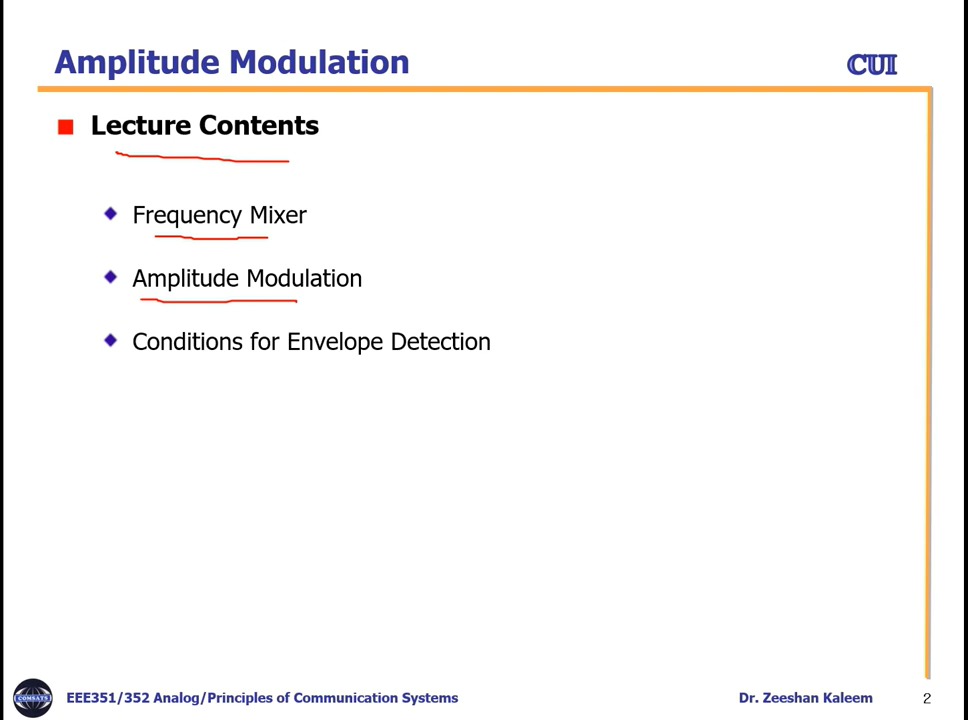 Amplitude Modulation
CUI
Lecture Contents
Frequency Mixer
Amplitude Modulation
Conditions for Envelope Detection
COMSATS
EEE351/352 Analog/Principles of Communication Systems
Dr. Zeeshan Kaleem
2